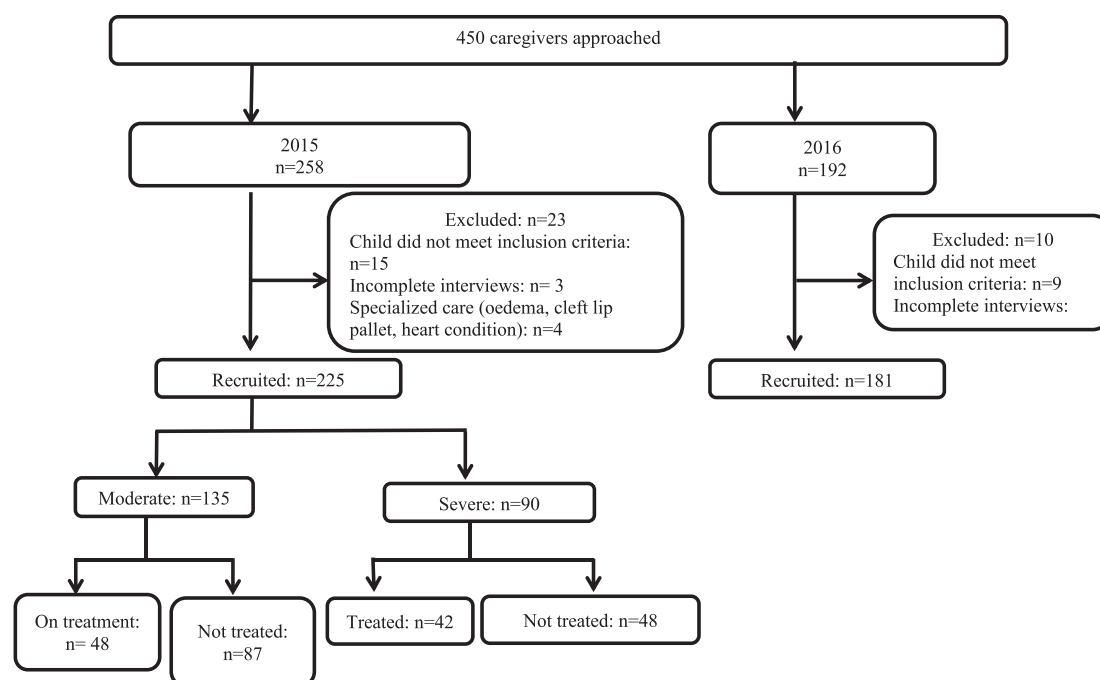 450 caregivers approached
2015
n=258
2016
n=192
Excluded: n=23
Child did not meet inclusion criteria:
n=15
Incomplete interviews: n= 3
Specialized care (oedema, cleft lip
pallet, heart condition): n=4
Excluded: n=10
Child did not meet
inclusion criteria: n=9
Incomplete interviews:
Recruited: n=225
Recruited: n=181
Moderate: n=135
Severe: n=90
On treatment:
n= 48
Not treated:
n=87
Treated: n=42
Not treated: n=48